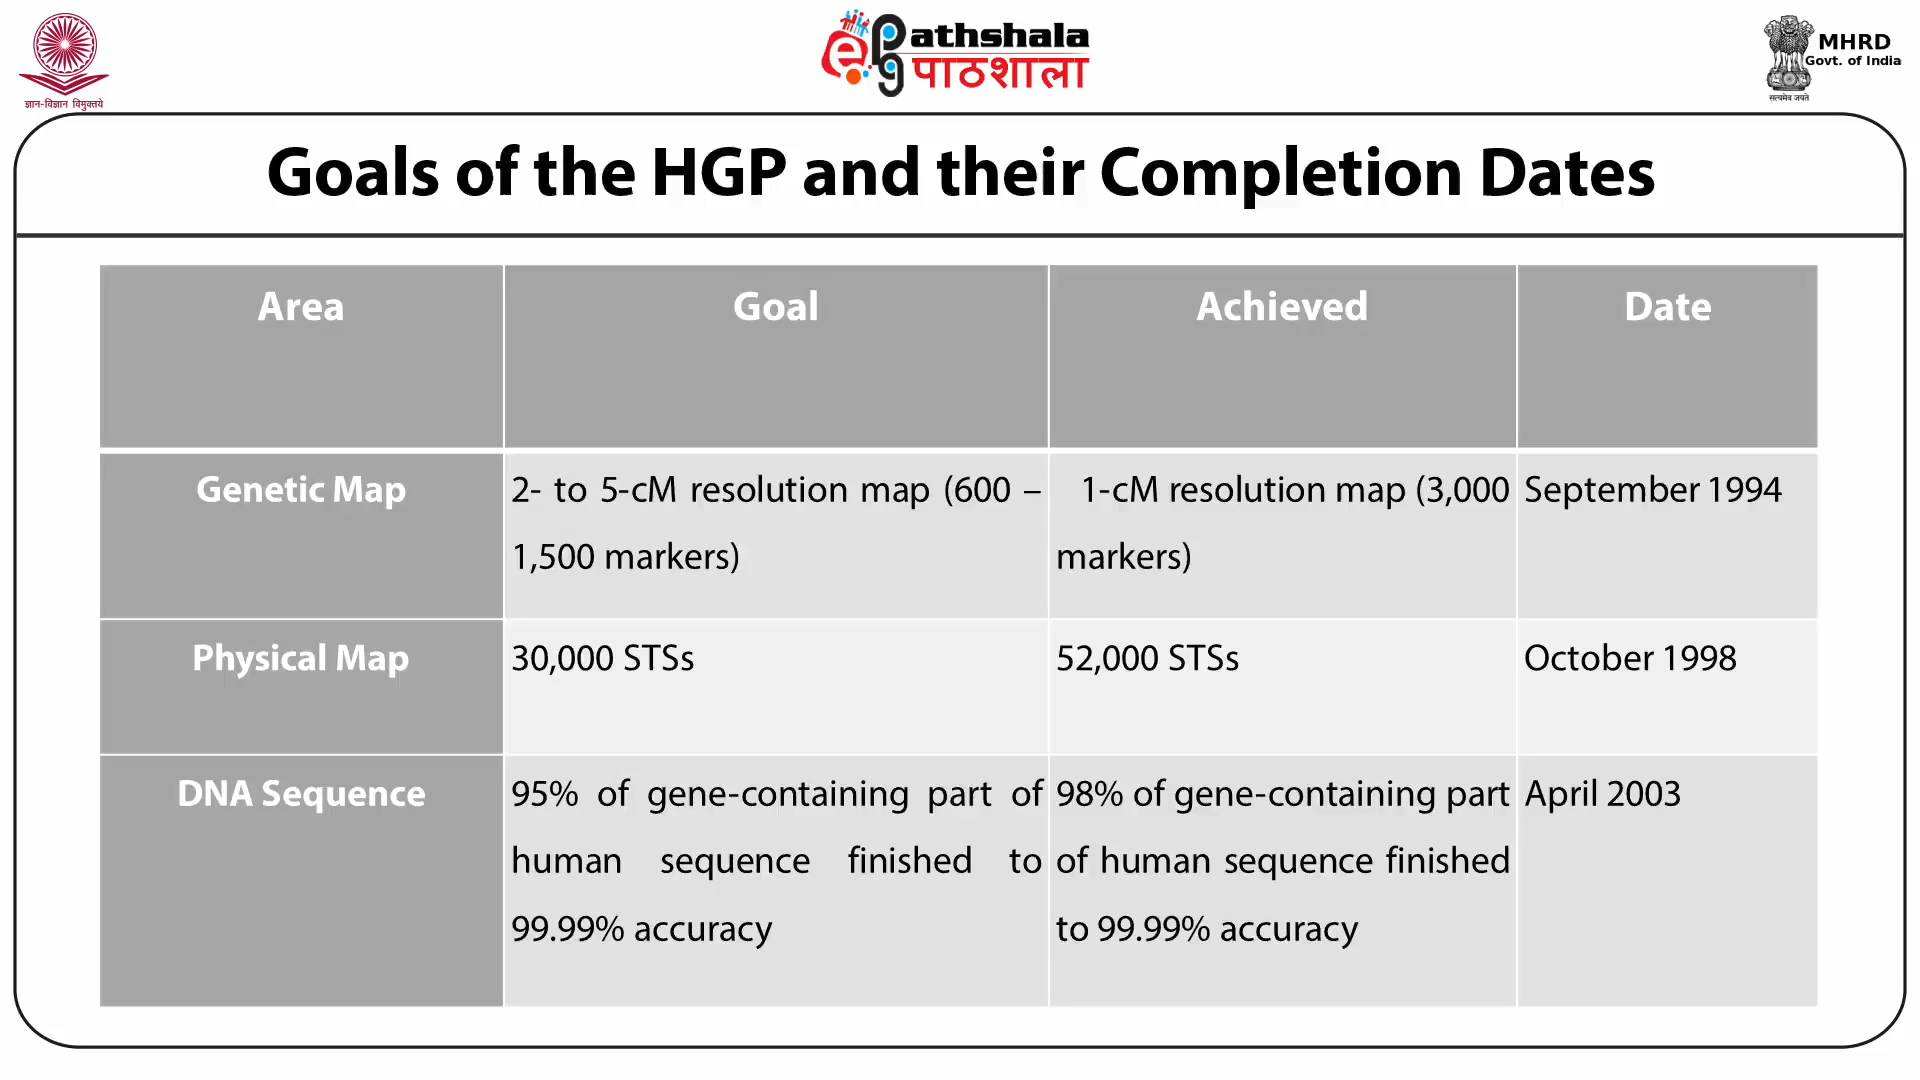 ज्ञान-विज्ञान विमुक्तये
ePathshala
पाठशाला
MHRD
Govt. of India
सत्यमेव जयते
Goals of the HGP and their Completion Dates
Area
Goal
Achieved
Date
Genetic Map
2- to 5-cM resolution map (600 –
1,500 markers)
1-cM resolution map (3,000
markers)
September 1994
Physical Map
30,000 STSs
52,000 STSs
October 1998
DNA Sequence
95% of gene-containing part of
human sequence finished to
99.99% accuracy
98% of gene-containing part
of human sequence finished
to 99.99% accuracy
April 2003